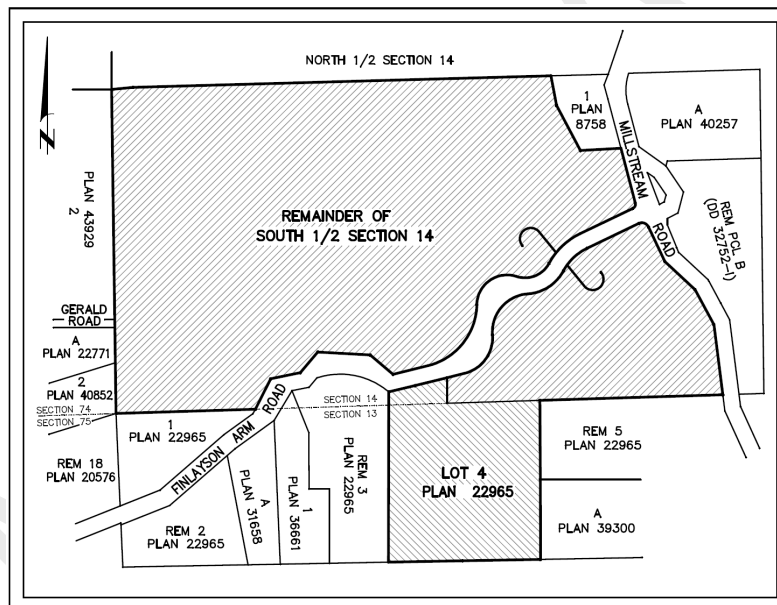 NORTH 1/2 SECTION 14
N
1
PLAN
8758
A
PLAN 40257
MILLSTREAM
ROAD
REM PCL B
(DD 32752-I)
PLAN 43929
2
REMAINDER OF
SOUTH 1/2 SECTION 14
GERALD
ROAD
A
PLAN 22771
2
PLAN 40852
SECTION 74
SECTION 75
SECTION 14
SECTION 13
1
PLAN 22965
FINLAYSON ARM ROAD
REM 18
PLAN 20576
REM 2
PLAN 22965
A
PLAN 31658
1
PLAN 36661
REM 3
PLAN 22965
LOT 4
PLAN 22965
REM 5
PLAN 22965
A
PLAN 39300